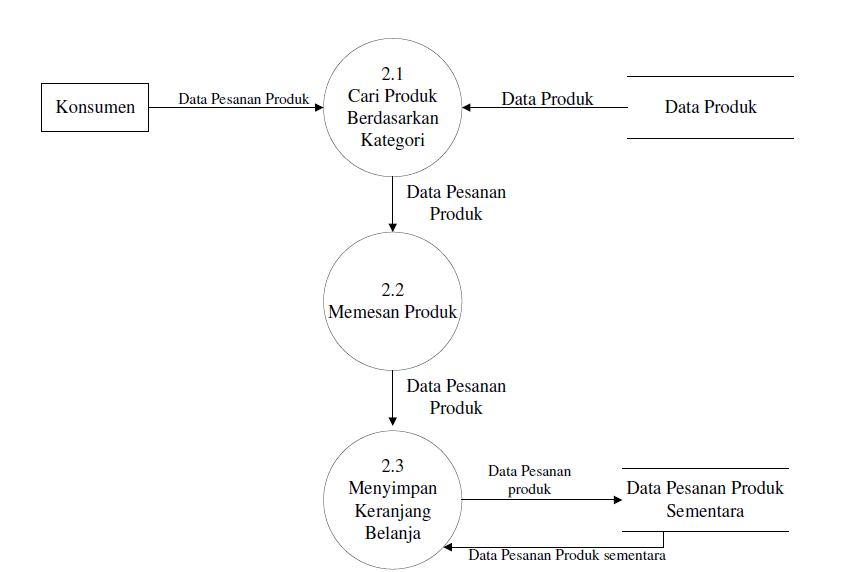 Konsumen
Data Pesanan Produk
2.1
Cari Produk
Berdasarkan
Kategori
Data Produk
Data Produk
Data Pesanan
Produk
2.2
Memesan Produk
Data Pesanan
Produk
2.3
Menyimpan
Keranjang
Belanja
Data Pesanan
produk
Data Pesanan Produk
Sementara
Data Pesanan Produk sementara